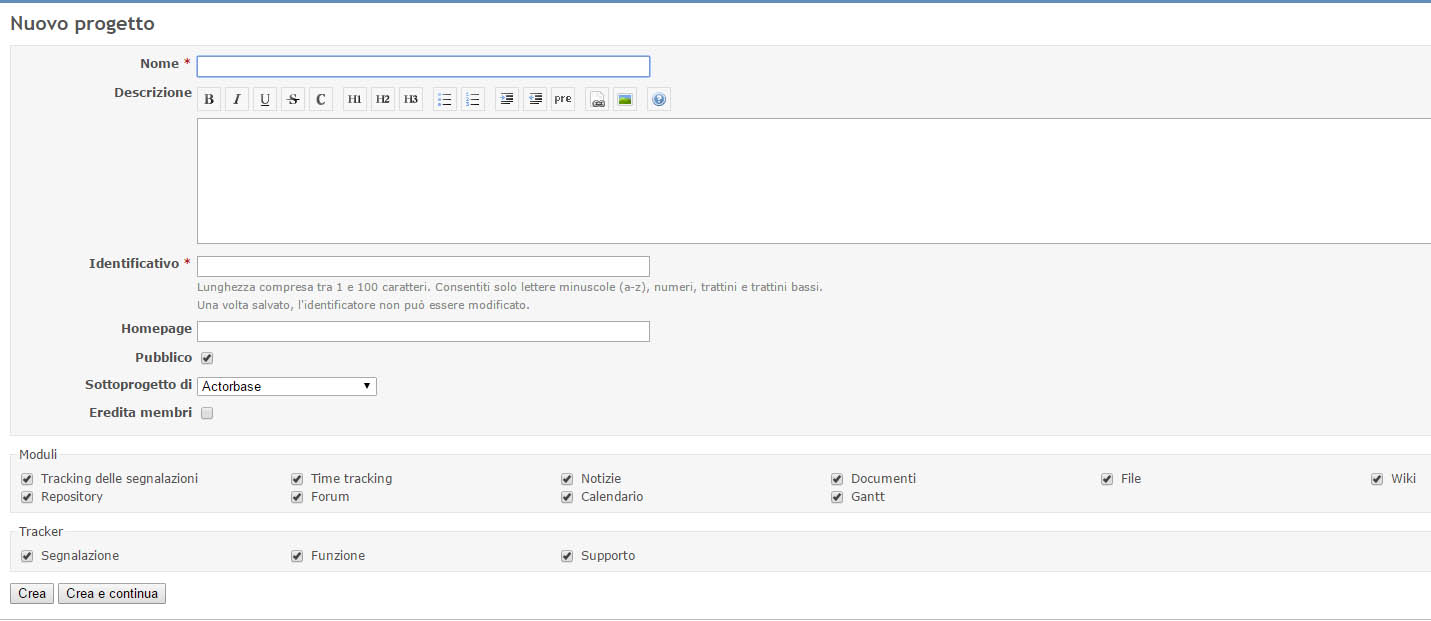 Nuovo progetto
Nome *
Descrizione B I U S C H1 H2 H3 pre
Identificativo *
Lunghezza compresa tra 1 e 100 caratteri. Consentiti solo lettere minuscole (a-z), numeri, trattini e trattini bassi.
Una volta salvato, l'identificatore non può essere modificato.
Homepage
Pubblico
Sottoprogetto di Actorbase
Eredita membri
Moduli
Tracking delle segnalazioni Time tracking Notizie Documenti File Wiki
Repository Forum Calendario Gantt
Tracker
Segnalazione Funzione Supporto
Crea Crea e continua